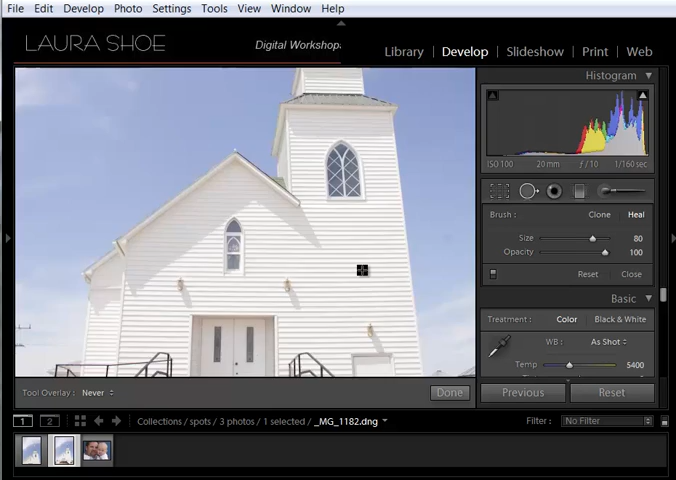 File Edit Develop Photo Settings Tools View Window Help
LAURA SHOE Digital Workshop
Library | Develop | Slideshow | Print | Web
Histogram
ISO 100 20 mm f / 10 1/160 sec
Brush : Clone Heal
Size 80
Opacity 100
Reset Close
Basic
Treatment : Color Black & White
WB : As Shot
Temp 5400
Tool Overlay : Never Done Previous Reset
1 2 Collections / spots / 3 photos / 1 selected / _MG_1182.dng Filter : No Filter